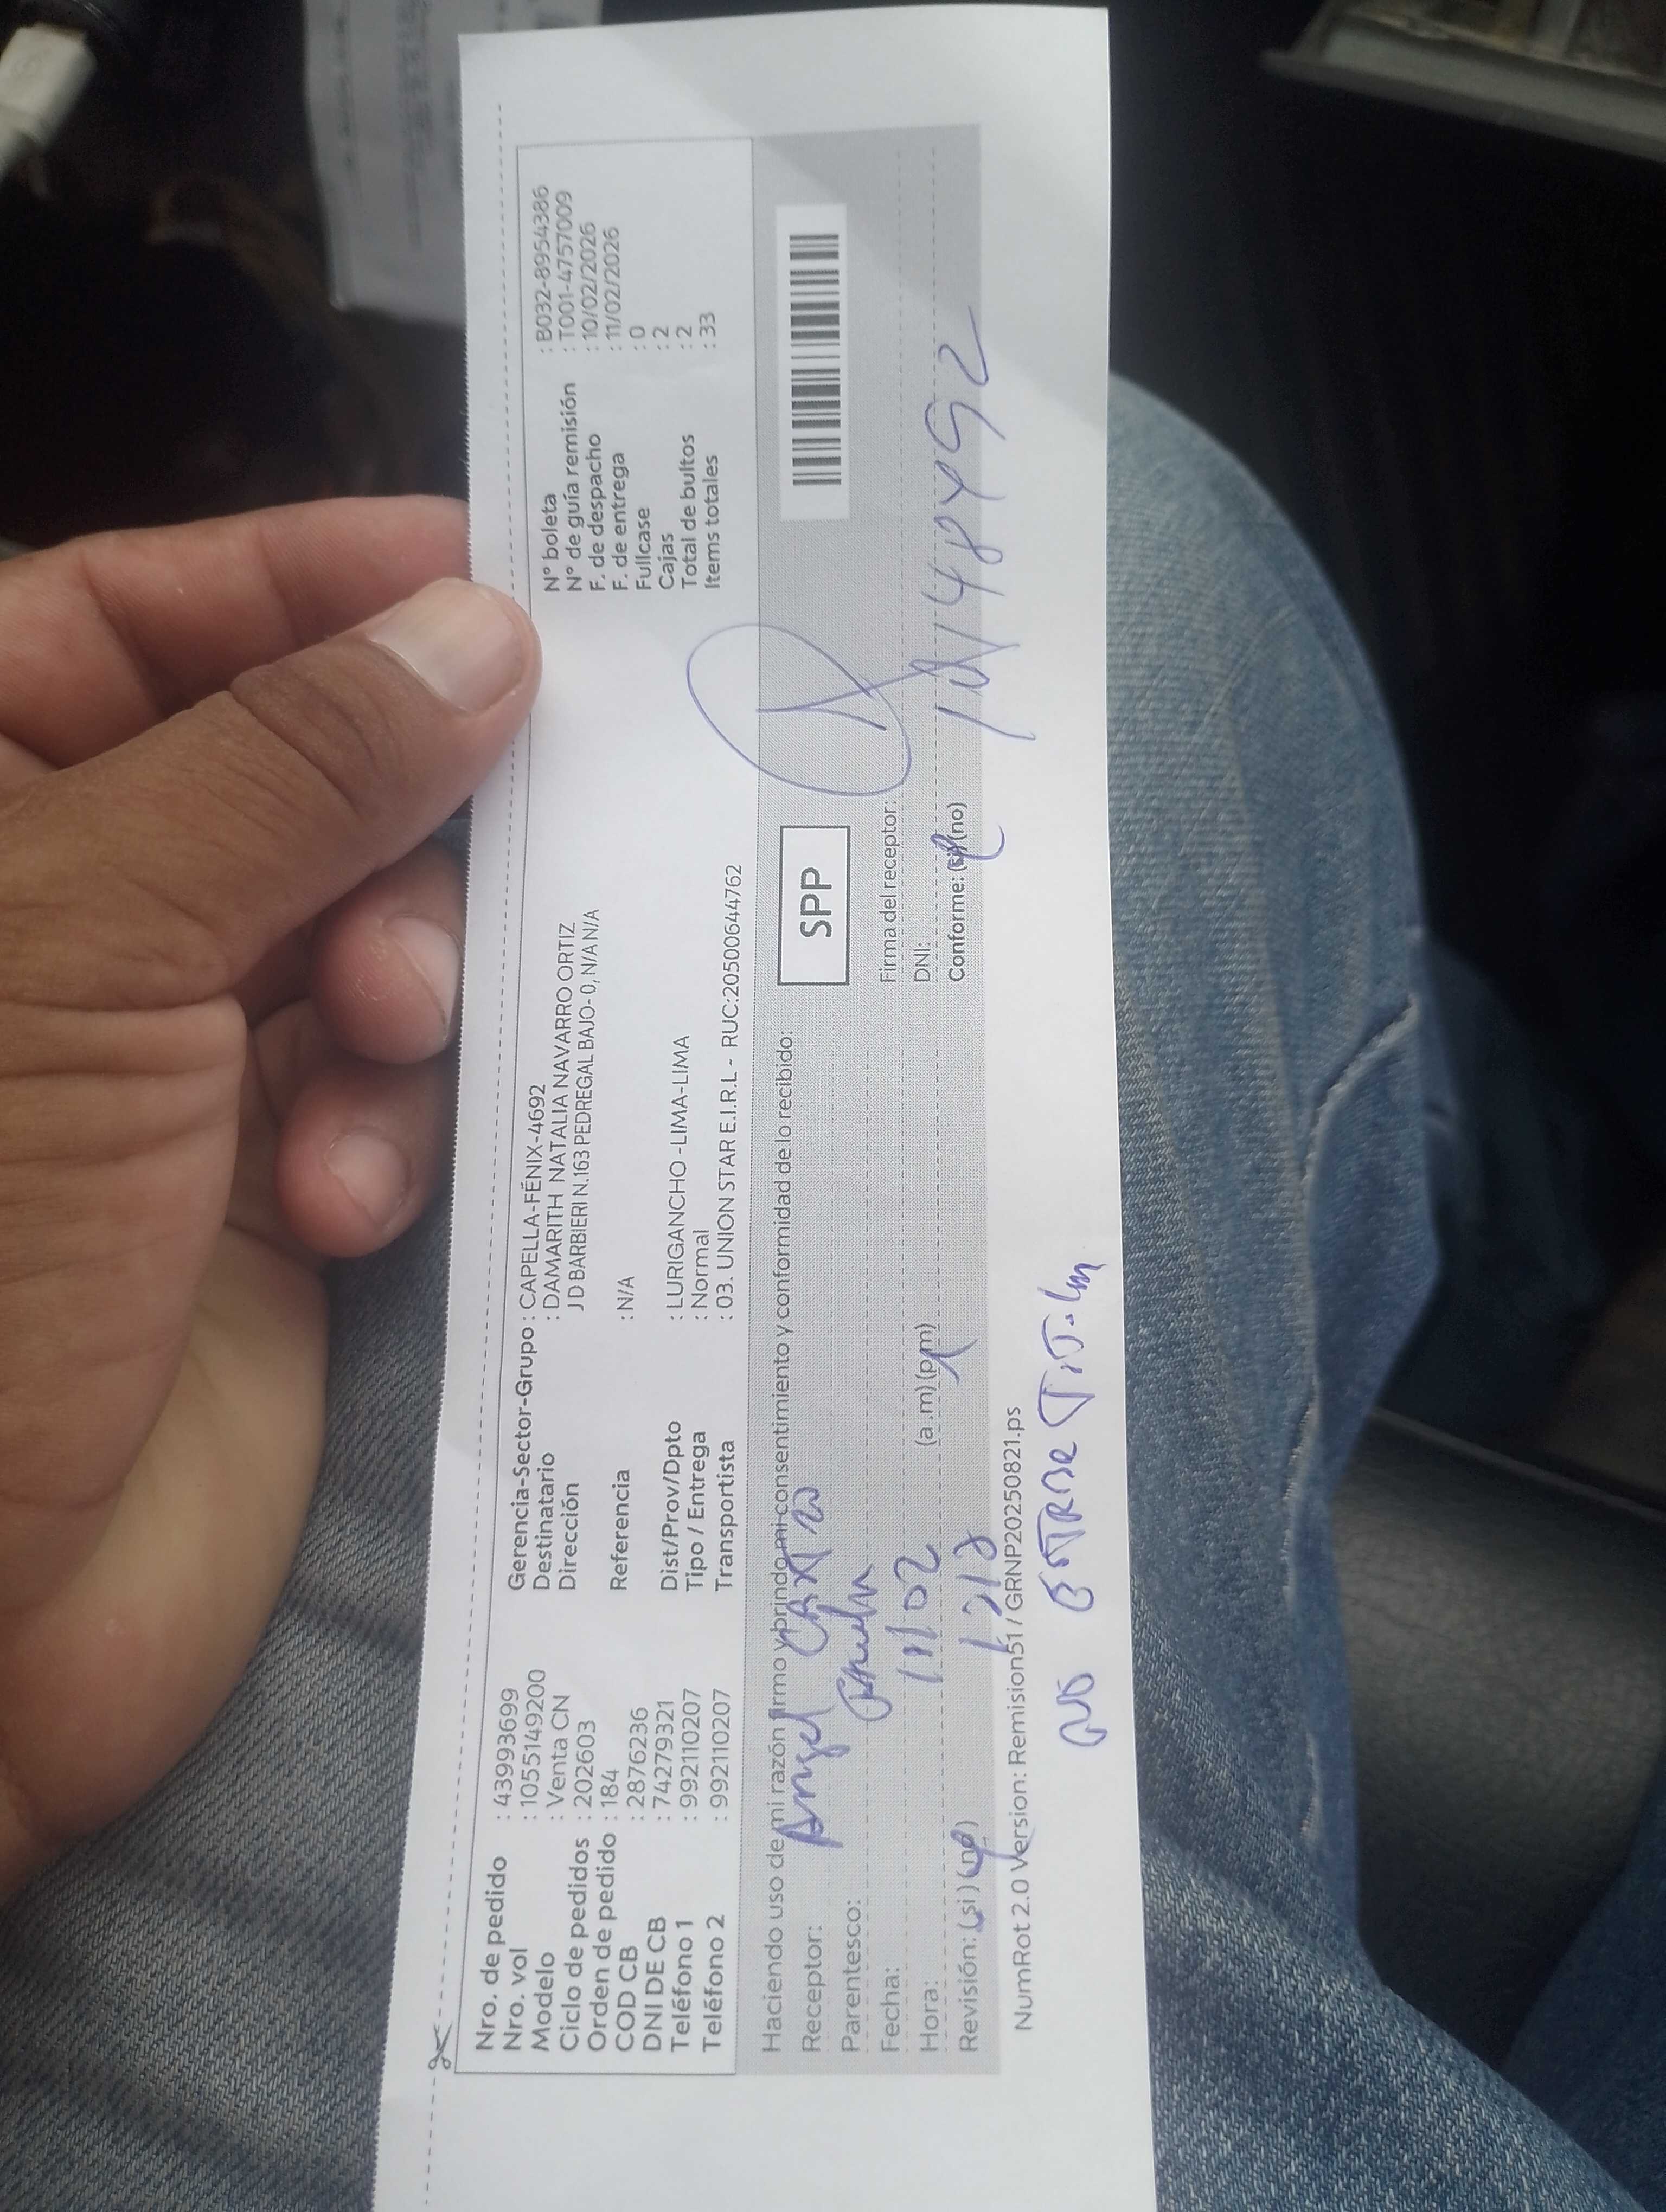 Nro. de pedido : 43993699
Nro. vol : 1055149200
Modelo : Venta CN
Ciclo de pedidos : 202603
Orden de pedido : 184
COD CB : 2876236
DNI DE CB : 74279321
Teléfono 1 : 992110207
Teléfono 2 : 992110207
Gerencia-Sector-Grupo : CAPELLA-FÉNIX-4692
Destinatario : DAMARITH NATALIA NAVARRO ORTIZ
Dirección J D BARBIERI N.163 PEDREGAL BAJO- 0, N/A N/A
Referencia : N/A
Dist/Prov/Dpto : LURIGANCHO -LIMA-LIMA
Tipo / Entrega : Normal
Transportista : 03. UNION STAR E.I.R.L - RUC:20500644762
N° boleta : B032-8954386
N° de guía remisión : T001-4757009
F. de despacho : 10/02/2026
F. de entrega : 11/02/2026
Fullcase : 0
Cajas : 2
Total de bultos : 2
Items totales : 33
Haciendo uso de mi razón firmo y brindo mi consentimiento y conformidad de lo recibido:
Receptor: Angel
Parentesco:
Fecha: 11/02
Hora: (a .m) (pm)
Revisión: (si) (no)
SPP
Firma del receptor:
DNI:
Conforme: (si) (no)
NumRot 2.0 Version: Remision51 / GRNP20250821.ps